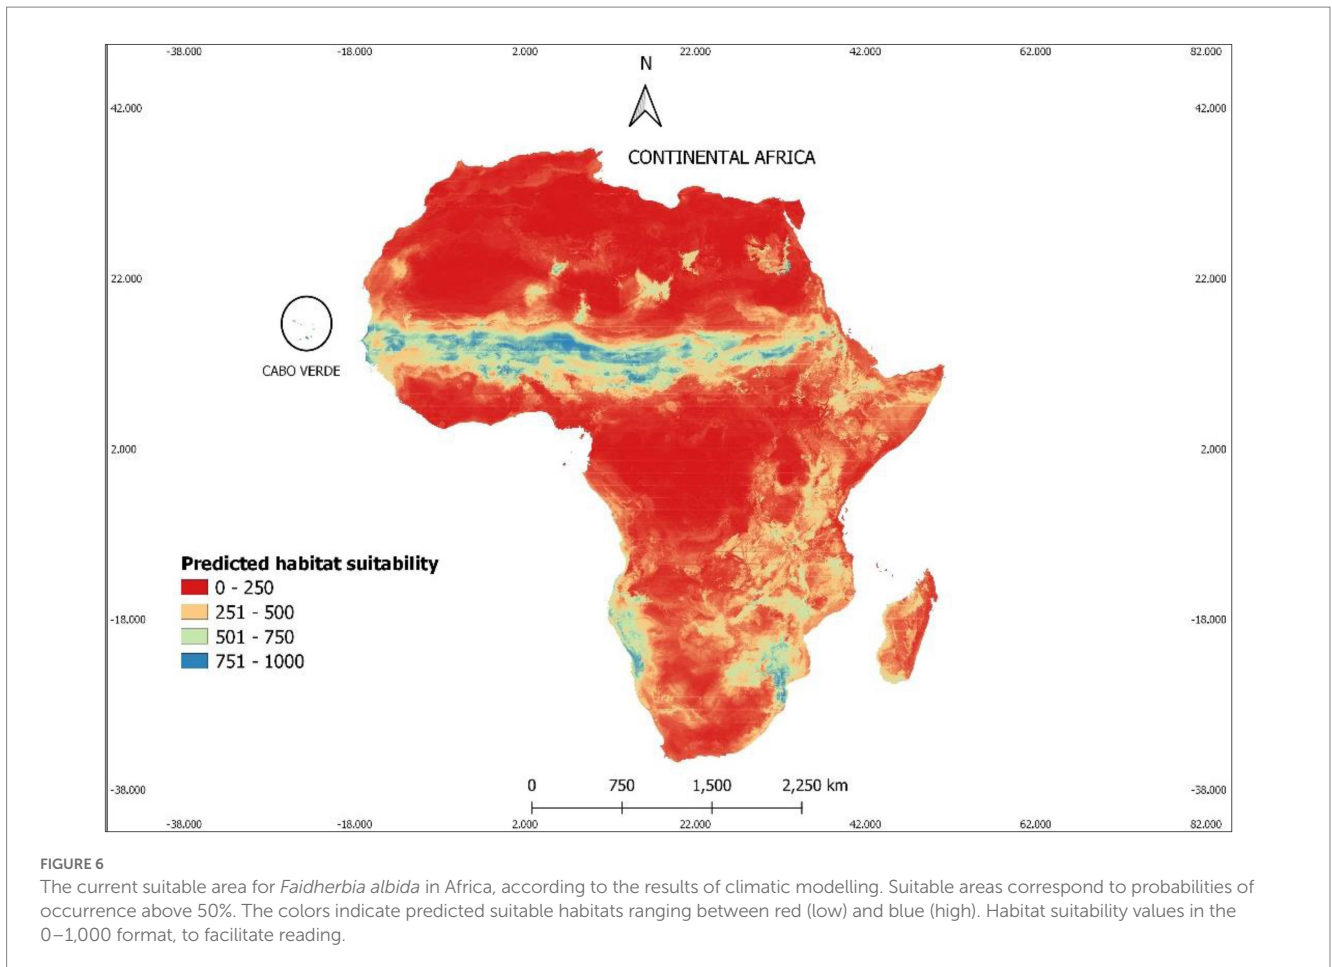 -38.000 -18.000 2.000 22.000 42.000 62.000 82.000
N
42.000 42.000
CONTINENTAL AFRICA
22.000 22.000
CABO VERDE
2.000 2.000
Predicted habitat suitability
0 - 250
251 - 500
501 - 750
751 - 1000
-18.000 -18.000
0 750 1,500 2,250 km
-38.000 -38.000
-38.000 -18.000 2.000 22.000 42.000 62.000 82.000
FIGURE 6
The current suitable area for Faidherbia albida in Africa, according to the results of climatic modelling. Suitable areas correspond to probabilities of
occurrence above 50%. The colors indicate predicted suitable habitats ranging between red (low) and blue (high). Habitat suitability values in the
0–1,000 format, to facilitate reading.